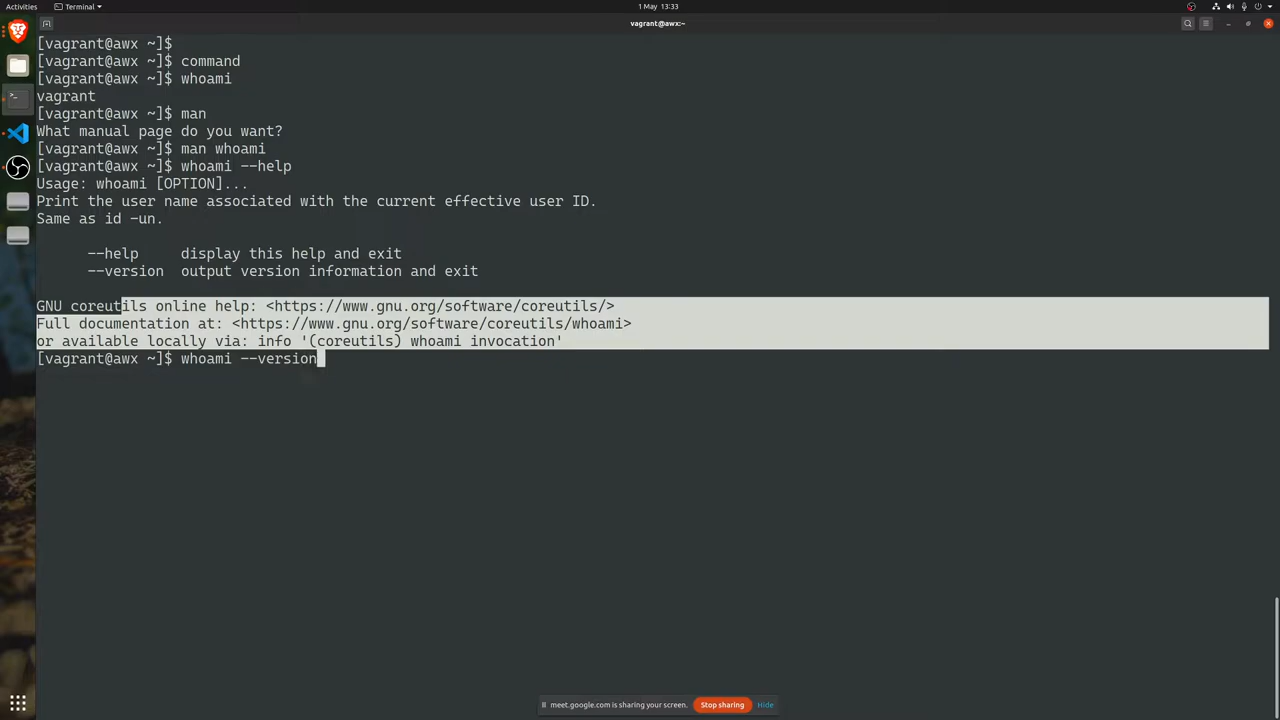 Activities
Terminal
1 May 13:33
vagrant@awx:~
[vagrant@awx ~]$
[vagrant@awx ~]$ command
[vagrant@awx ~]$ whoami
vagrant
[vagrant@awx ~]$ man
What manual page do you want?
[vagrant@awx ~]$ man whoami
[vagrant@awx ~]$ whoami --help
Usage: whoami [OPTION]...
Print the user name associated with the current effective user ID.
Same as id -un.
--help     display this help and exit
--version  output version information and exit
GNU coreutils online help: <https://www.gnu.org/software/coreutils/>
Full documentation at: <https://www.gnu.org/software/coreutils/whoami>
or available locally via: info '(coreutils) whoami invocation'
[vagrant@awx ~]$ whoami --version
meet.google.com is sharing your screen.
Stop sharing
Hide